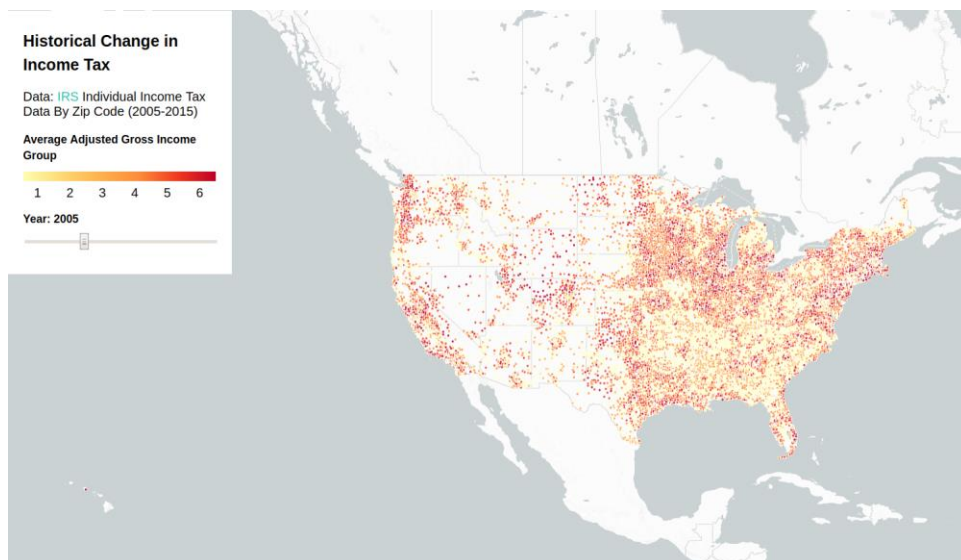 Historical Change in
Income Tax
Data: IRS Individual Income Tax
Data By Zip Code (2005-2015)
Average Adjusted Gross Income
Group
1 2 3 4 5 6
Year: 2005